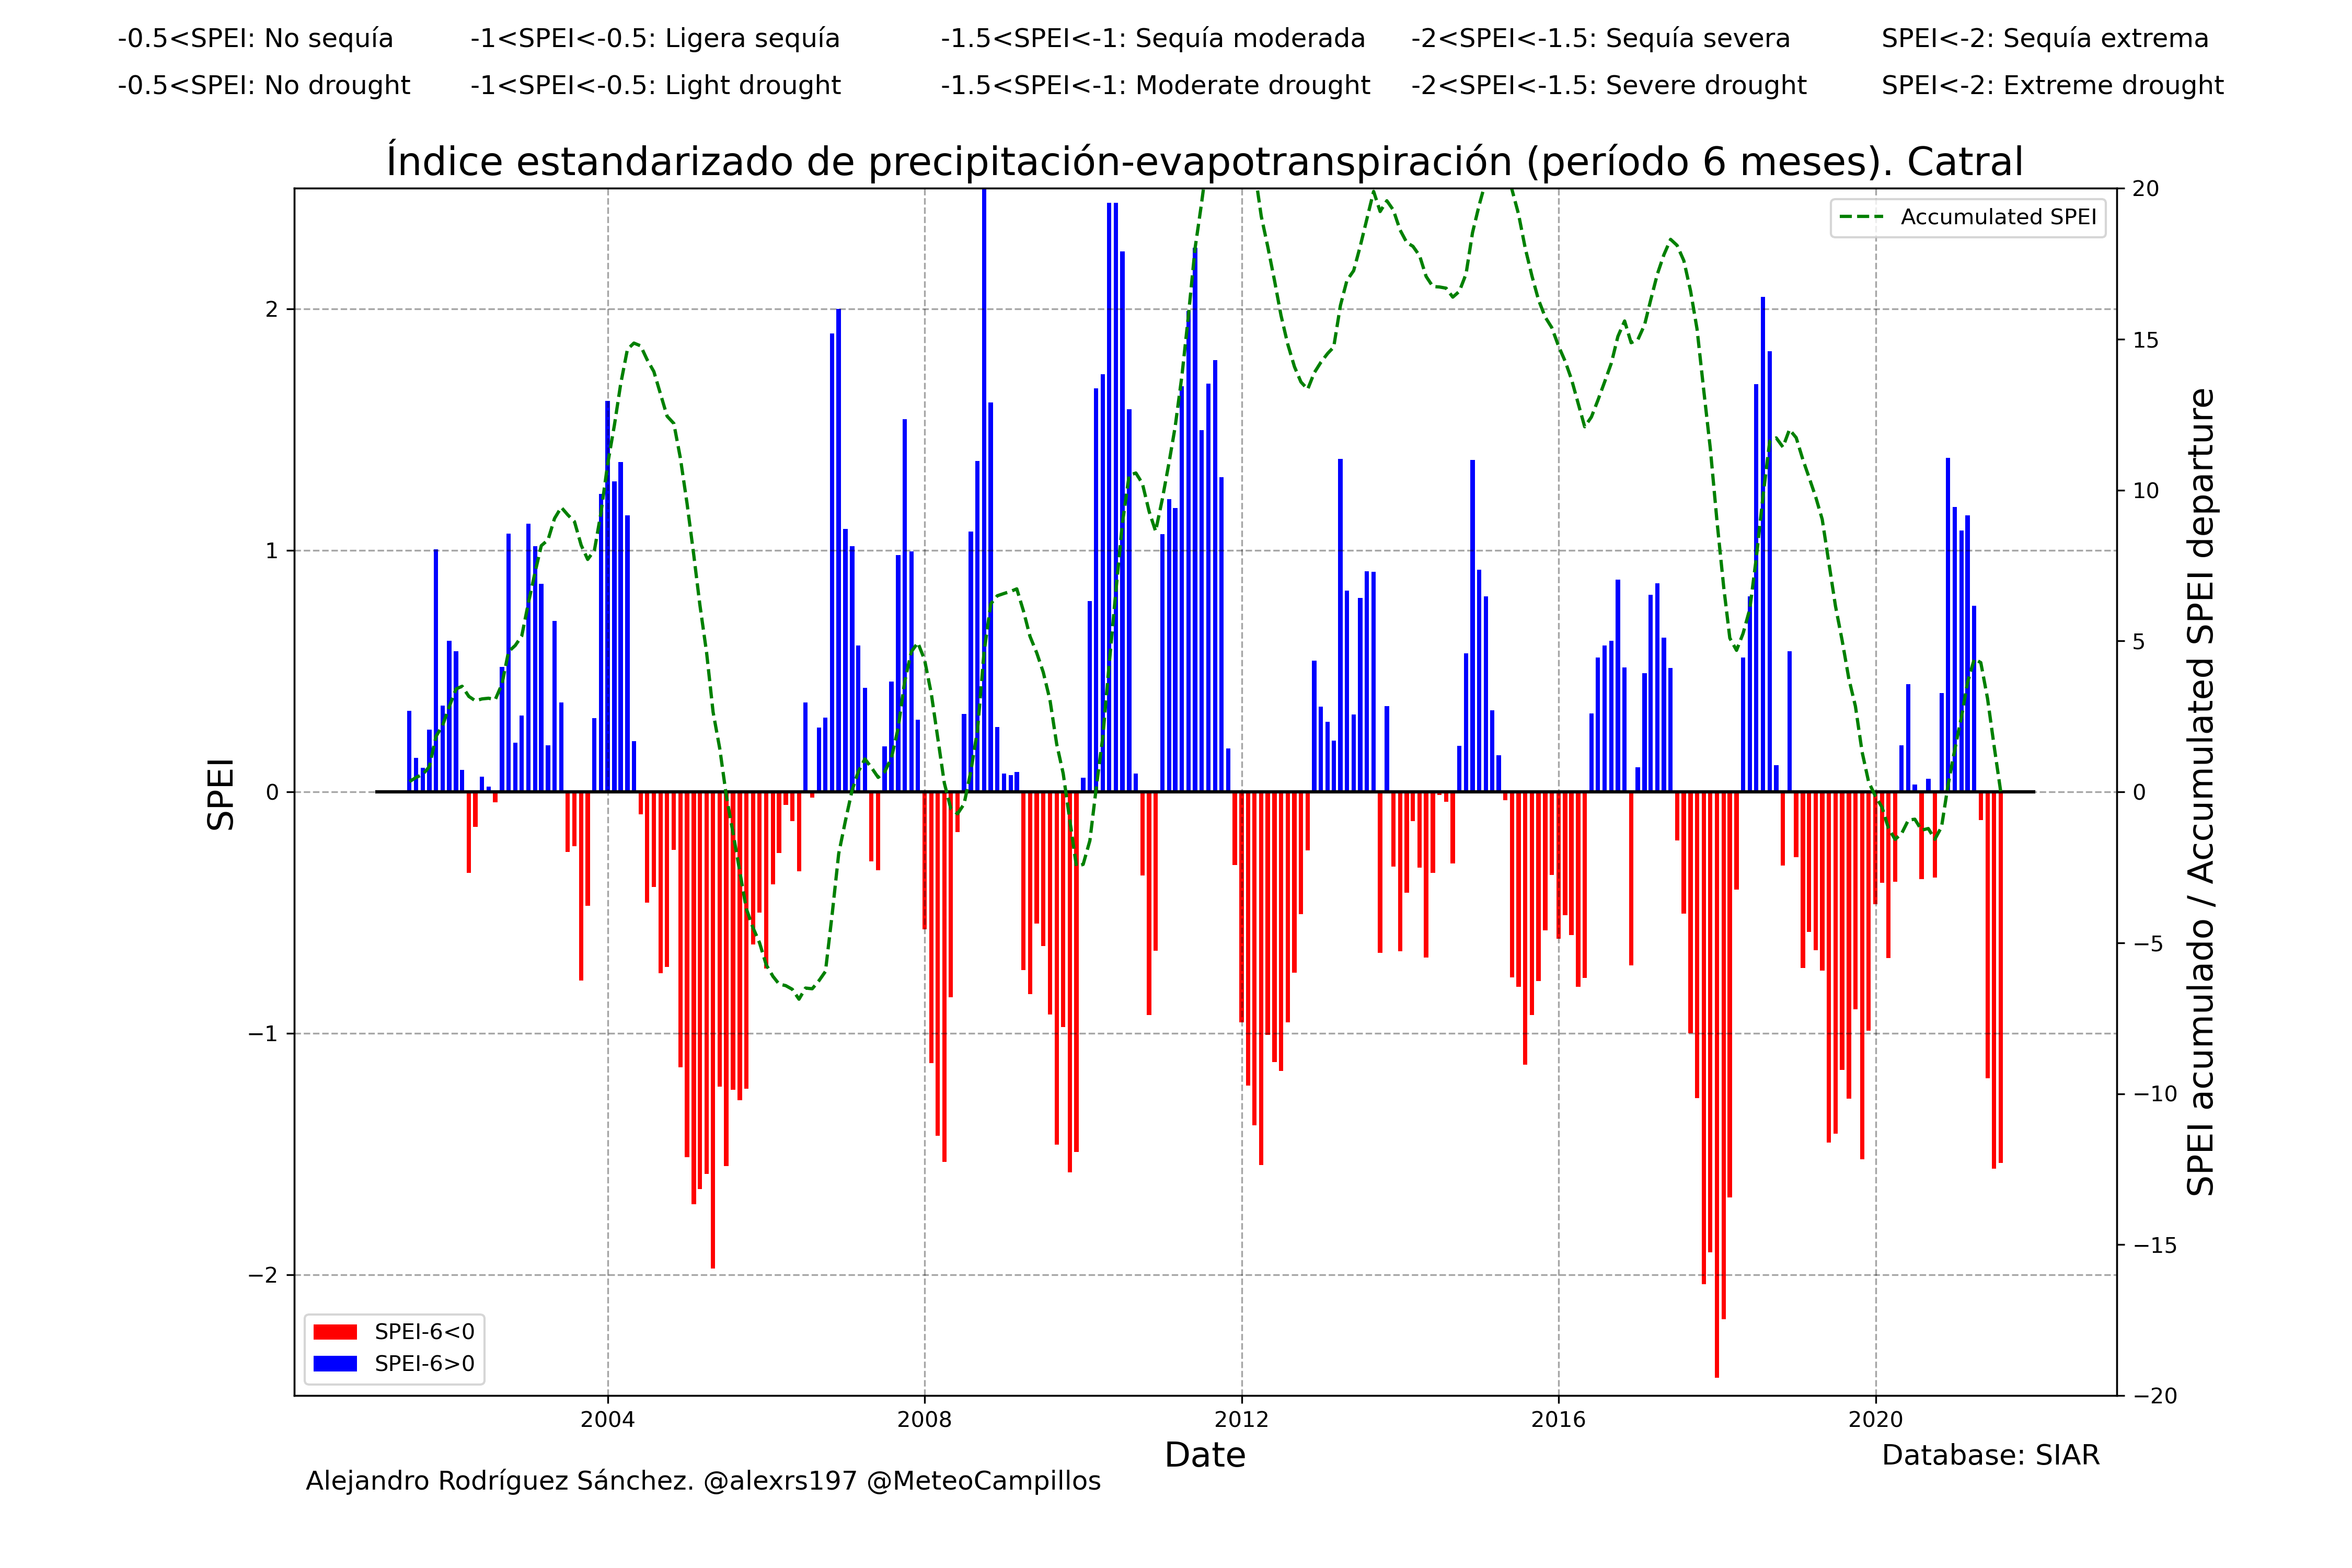 -0.5<SPEI: No sequía -1<SPEI<-0.5: Ligera sequía -1.5<SPEI<-1: Sequía moderada -2<SPEI<-1.5: Sequía severa SPEI<-2: Sequía extrema
-0.5<SPEI: No drought -1<SPEI<-0.5: Light drought -1.5<SPEI<-1: Moderate drought -2<SPEI<-1.5: Severe drought SPEI<-2: Extreme drought
Índice estandarizado de precipitación-evapotranspiración (período 6 meses). Catral
Accumulated SPEI
SPEI
2
1
0
−1
−2
20
15
10
5
0
−5
−10
−15
−20
SPEI acumulado / Accumulated SPEI departure
SPEI-6<0
SPEI-6>0
2004 2008 2012 2016 2020
Date
Database: SIAR
Alejandro Rodríguez Sánchez. @alexrs197 @MeteoCampillos